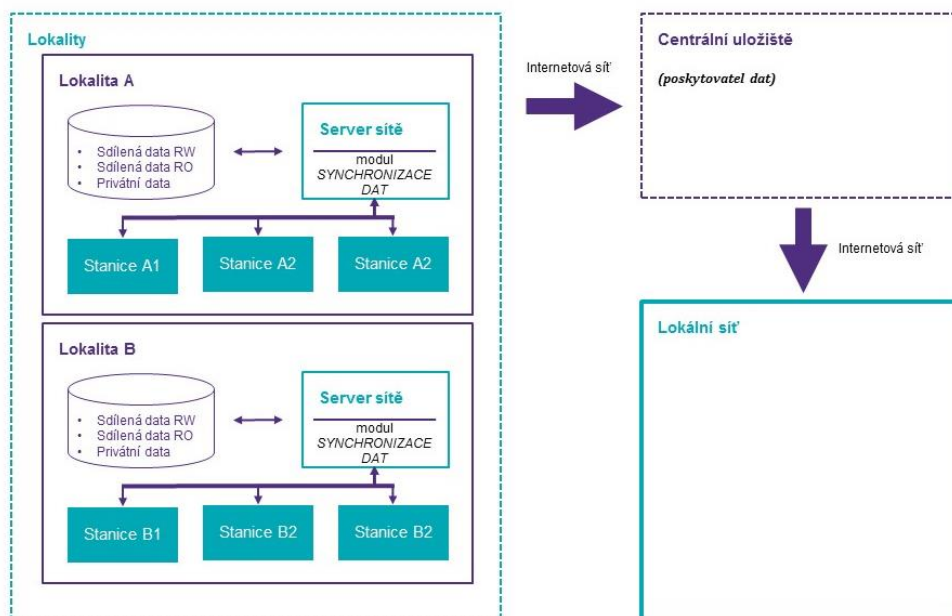 Lokality
Lokalita A
• Sdílená data RW
• Sdílená data RO
• Privátní data
Server sítě
modul
SYNCHRONIZACE
DAT
Stanice A1
Stanice A2
Stanice A2
Lokalita B
• Sdílená data RW
• Sdílená data RO
• Privátní data
Server sítě
modul
SYNCHRONIZACE
DAT
Stanice B1
Stanice B2
Stanice B2
Internetová síť
Centrální uložiště
(poskytovatel dat)
Internetová síť
Lokální síť